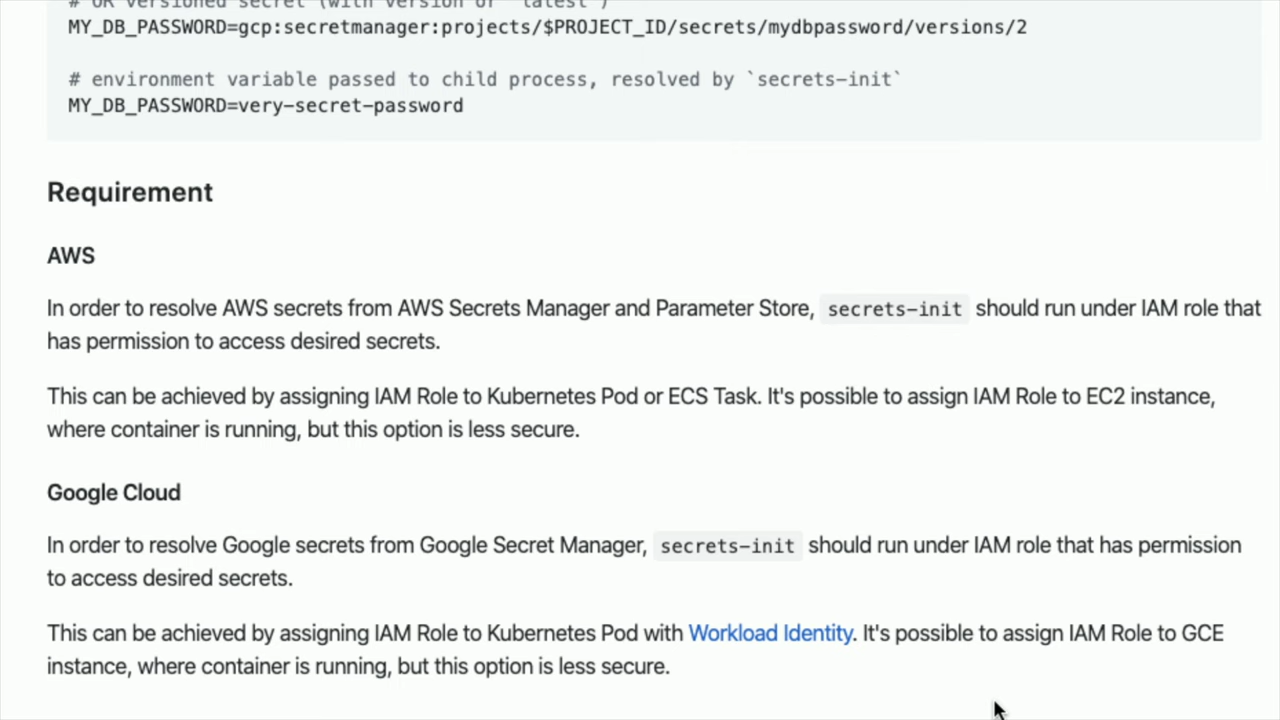 # OR versioned secret (with version or 'latest')
MY_DB_PASSWORD=gcp:secretmanager:projects/$PROJECT_ID/secrets/mydbpassword/versions/2
# environment variable passed to child process, resolved by `secrets-init`
MY_DB_PASSWORD=very-secret-password
Requirement
AWS
In order to resolve AWS secrets from AWS Secrets Manager and Parameter Store, secrets-init should run under IAM role that
has permission to access desired secrets.
This can be achieved by assigning IAM Role to Kubernetes Pod or ECS Task. It's possible to assign IAM Role to EC2 instance,
where container is running, but this option is less secure.
Google Cloud
In order to resolve Google secrets from Google Secret Manager, secrets-init should run under IAM role that has permission
to access desired secrets.
This can be achieved by assigning IAM Role to Kubernetes Pod with Workload Identity. It's possible to assign IAM Role to GCE
instance, where container is running, but this option is less secure.